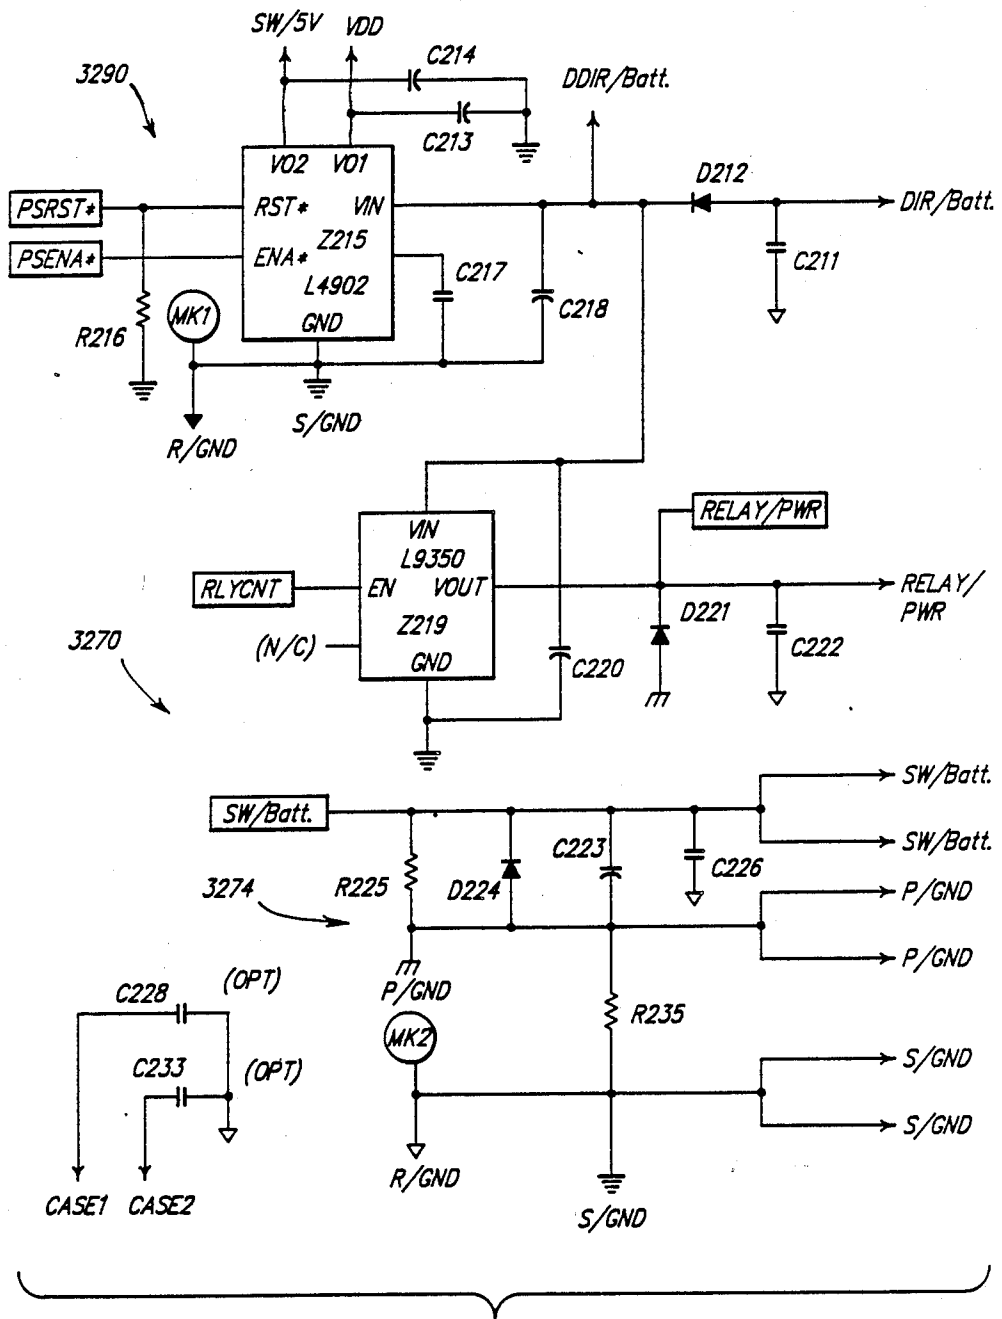 SW/5V VDD
C214
3290
DDIR/Batt.
C213
VO2 VO1
D212
PSRST*
RST* VIN
DIR/Batt.
Z215
PSENA*
ENA*
C217
C211
L4902
MK1
C218
R216
GND
S/GND
R/GND
RELAY/PWR
VIN
L9350
RLYCNT
EN VOUT
RELAY/
PWR
D221
Z219
3270
(N/C)
C222
GND
C220
SW/Batt.
SW/Batt.
SW/Batt.
C223
C226
R225
D224
3274
P/GND
P/GND
(OPT)
C228
P/GND
R235
MK2
C233
(OPT)
S/GND
S/GND
R/GND
CASE1 CASE2
S/GND